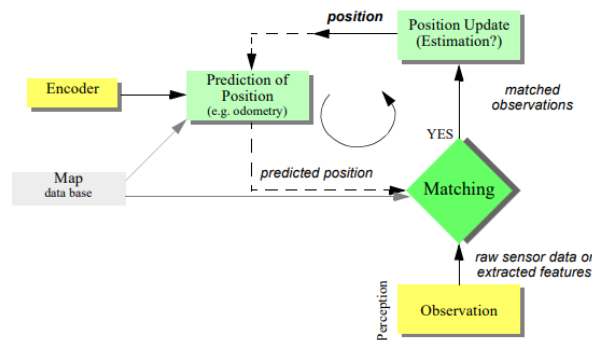 position
Position Update
(Estimation?)
Encoder
Prediction of
Position
(e.g. odometry)
matched
observations
YES
Map
data base
predicted position
Matching
raw sensor data or
extracted features
Perception
Observation